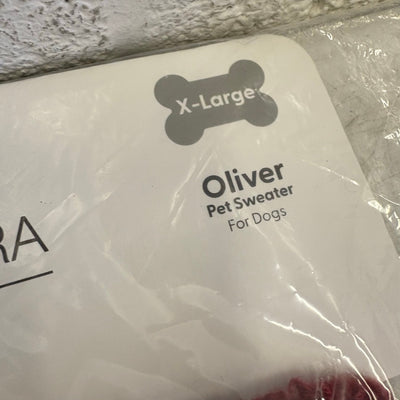 X-Large
Oliver
Pet Sweater
For Dogs
RA